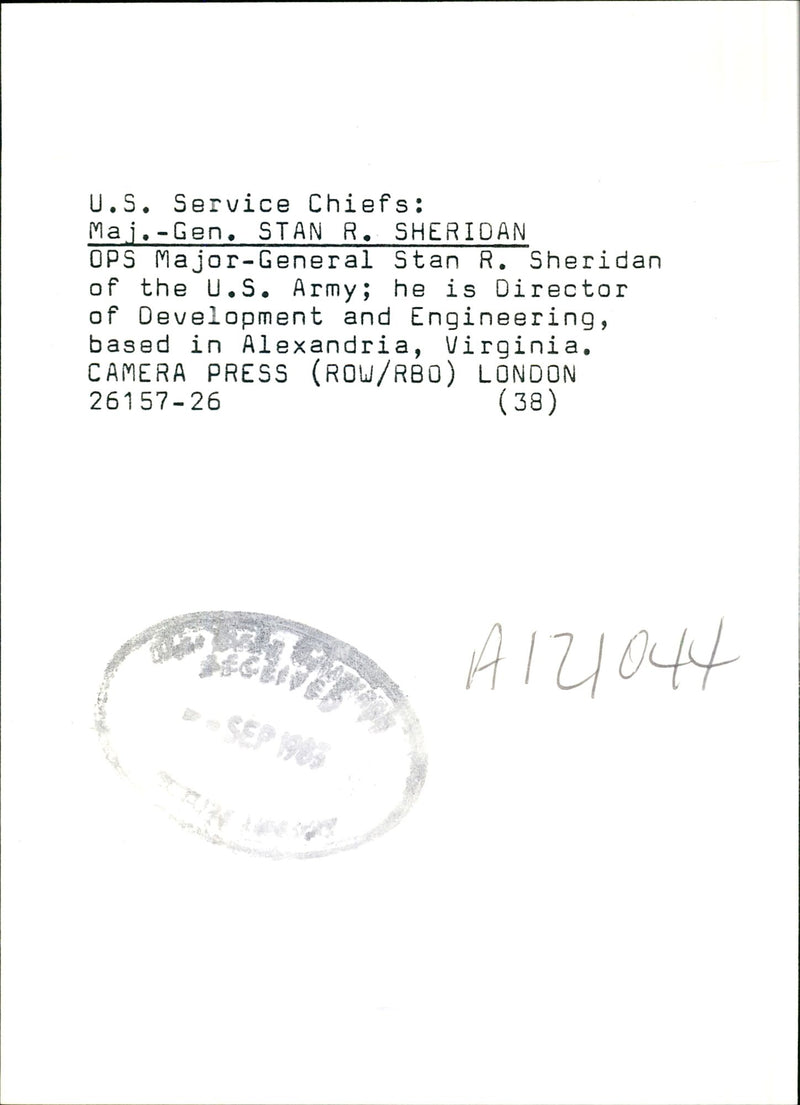 U.S. Service Chiefs:
Maj.-Gen. STAN R. SHERIDAN
OPS Major-General Stan R. Sheridan
of the U.S. Army; he is Director
of Development and Engineering,
based in Alexandria, Virginia.
CAMERA PRESS (ROW/RBO) LONDON
26157-26 (38)
A121044
RECEIVED
SEP 1983